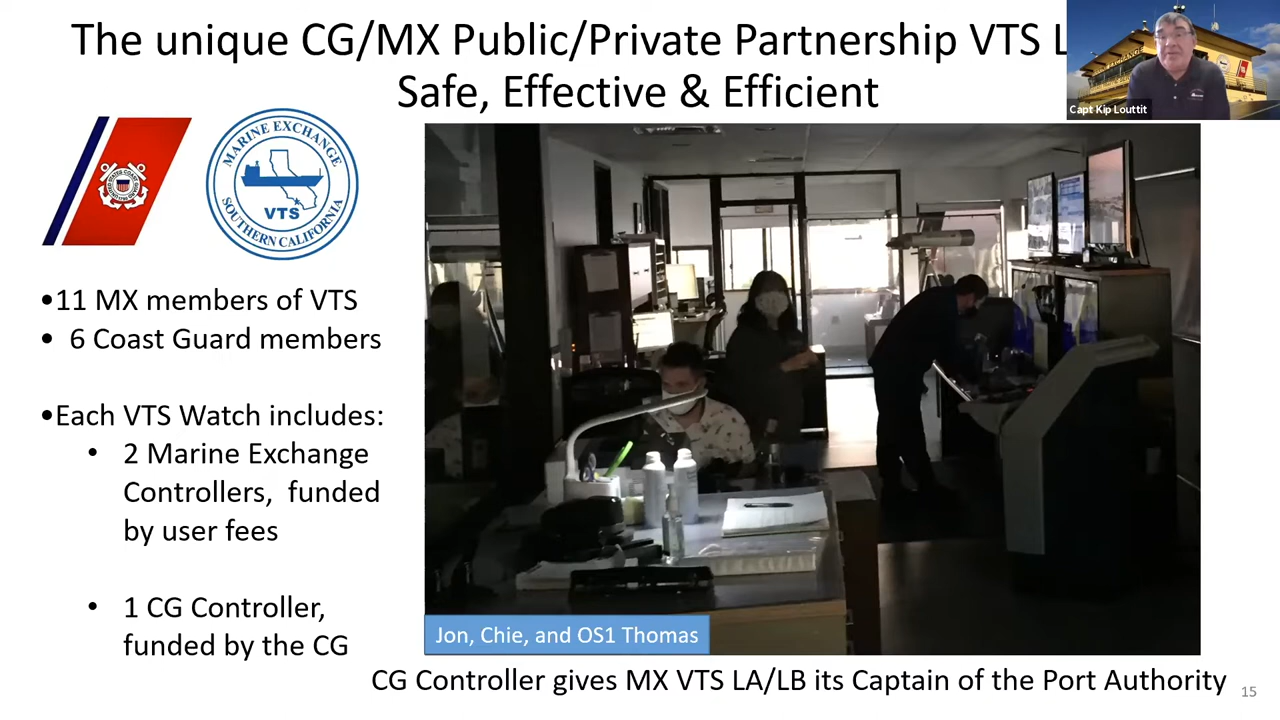 The unique CG/MX Public/Private Partnership VTS L
Safe, Effective & Efficient
Capt Kip Louttit
MARINE EXCHANGE
VTS
SOUTHERN CALIFORNIA
•11 MX members of VTS
• 6 Coast Guard members
•Each VTS Watch includes:
• 2 Marine Exchange
Controllers, funded
by user fees
• 1 CG Controller,
funded by the CG
Jon, Chie, and OS1 Thomas
CG Controller gives MX VTS LA/LB its Captain of the Port Authority
15